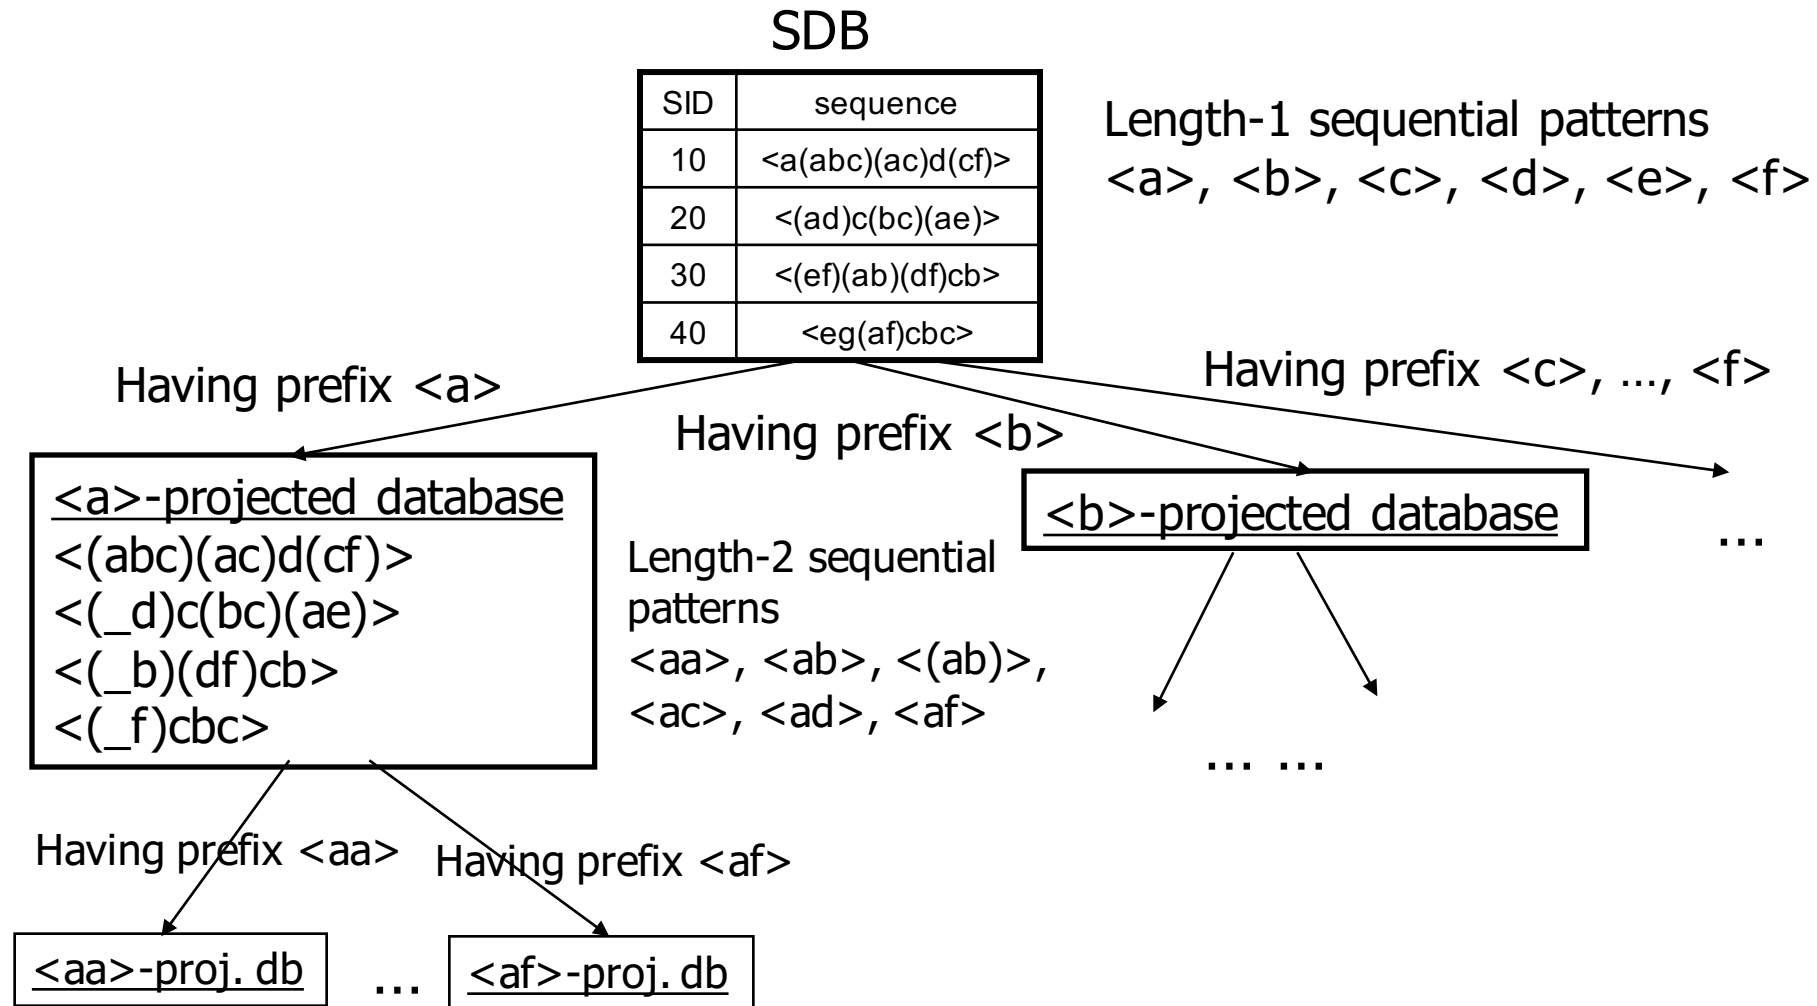 SDB
SID sequence
10 <a(abc)(ac)d(cf)>
20 <(ad)c(bc)(ae)>
30 <(ef)(ab)(df)cb>
40 <eg(af)cbc>
Length-1 sequential patterns
<a>, <b>, <c>, <d>, <e>, <f>
Having prefix <a>
Having prefix <b>
Having prefix <c>, …, <f>
<a>-projected database
<(abc)(ac)d(cf)>
<(_d)c(bc)(ae)>
<(_b)(df)cb>
<(_f)cbc>
Length-2 sequential
patterns
<aa>, <ab>, <(ab)>,
<ac>, <ad>, <af>
<b>-projected database
…
… …
Having prefix <aa>
Having prefix <af>
<aa>-proj. db
…
<af>-proj. db